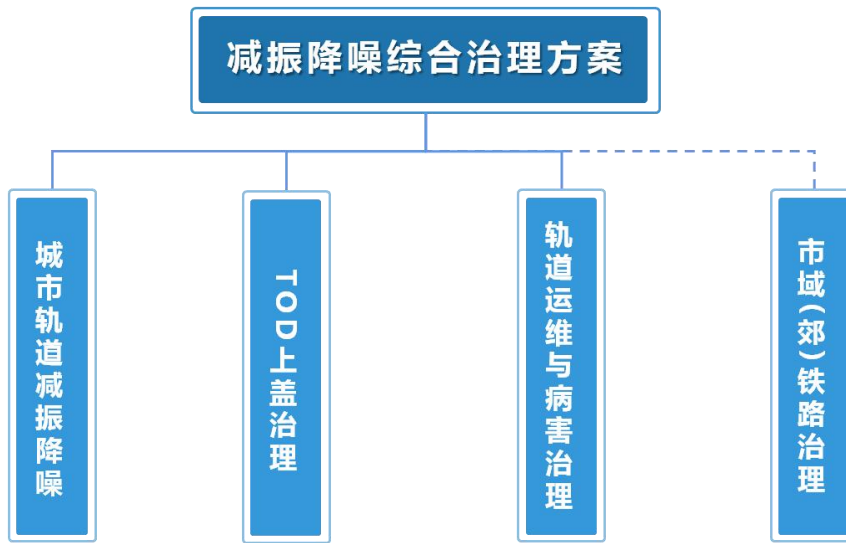 减振降噪综合治理方案
城市轨道减振降噪
TOD上盖治理
轨道运维与病害治理
市域(郊)铁路治理